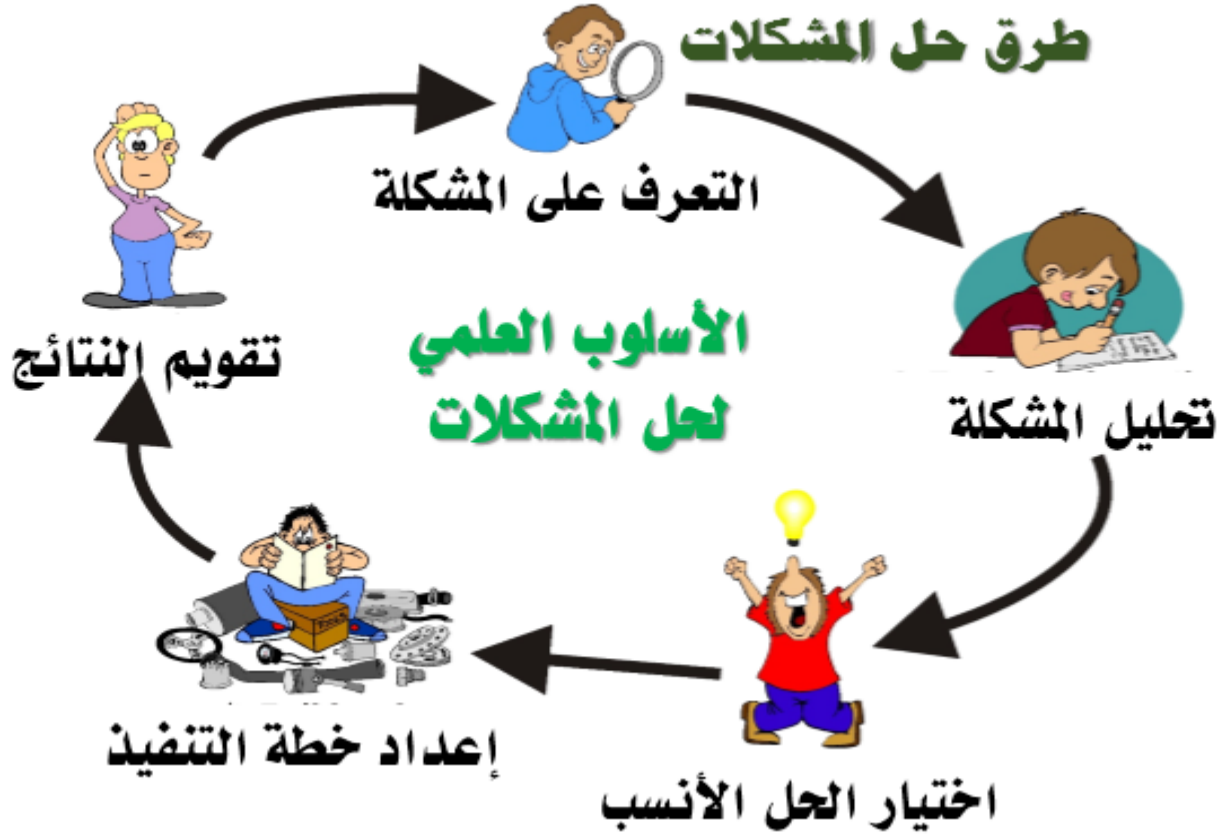 طرق حل المشكلات
التعرف على المشكلة
تحليل المشكلة
اختيار الحل الأنسب
إعداد خطة التنفيذ
تقويم النتائج
الأسلوب العلمي
لحل المشكلات